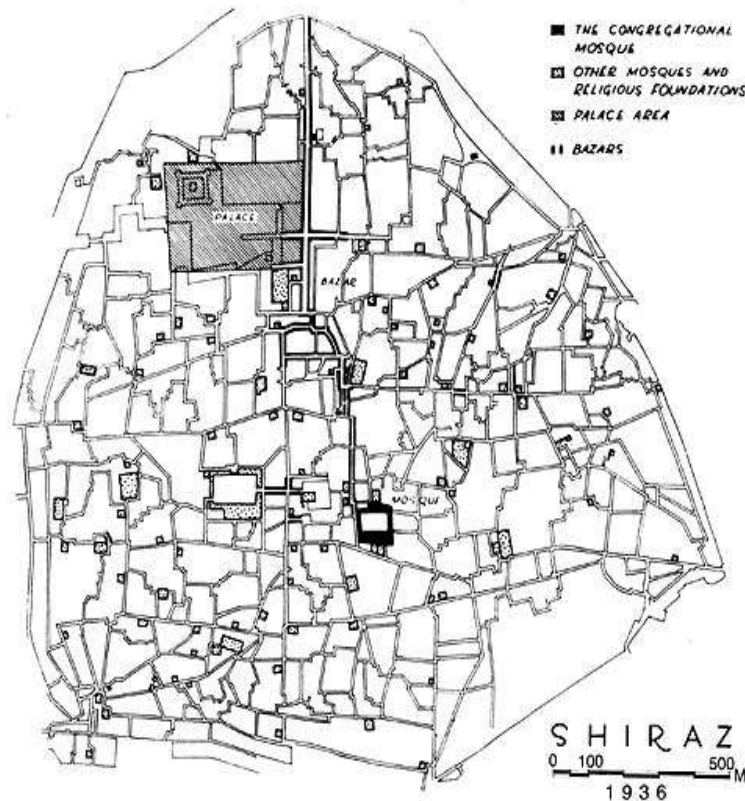 THE CONGREGATIONAL
MOSQUE
OTHER MOSQUES AND
RELIGIOUS FOUNDATIONS
PALACE AREA
BAZARS
PALACE
BAZAR
MOSQUE
SHIRAZ
0 100 500 M
1936